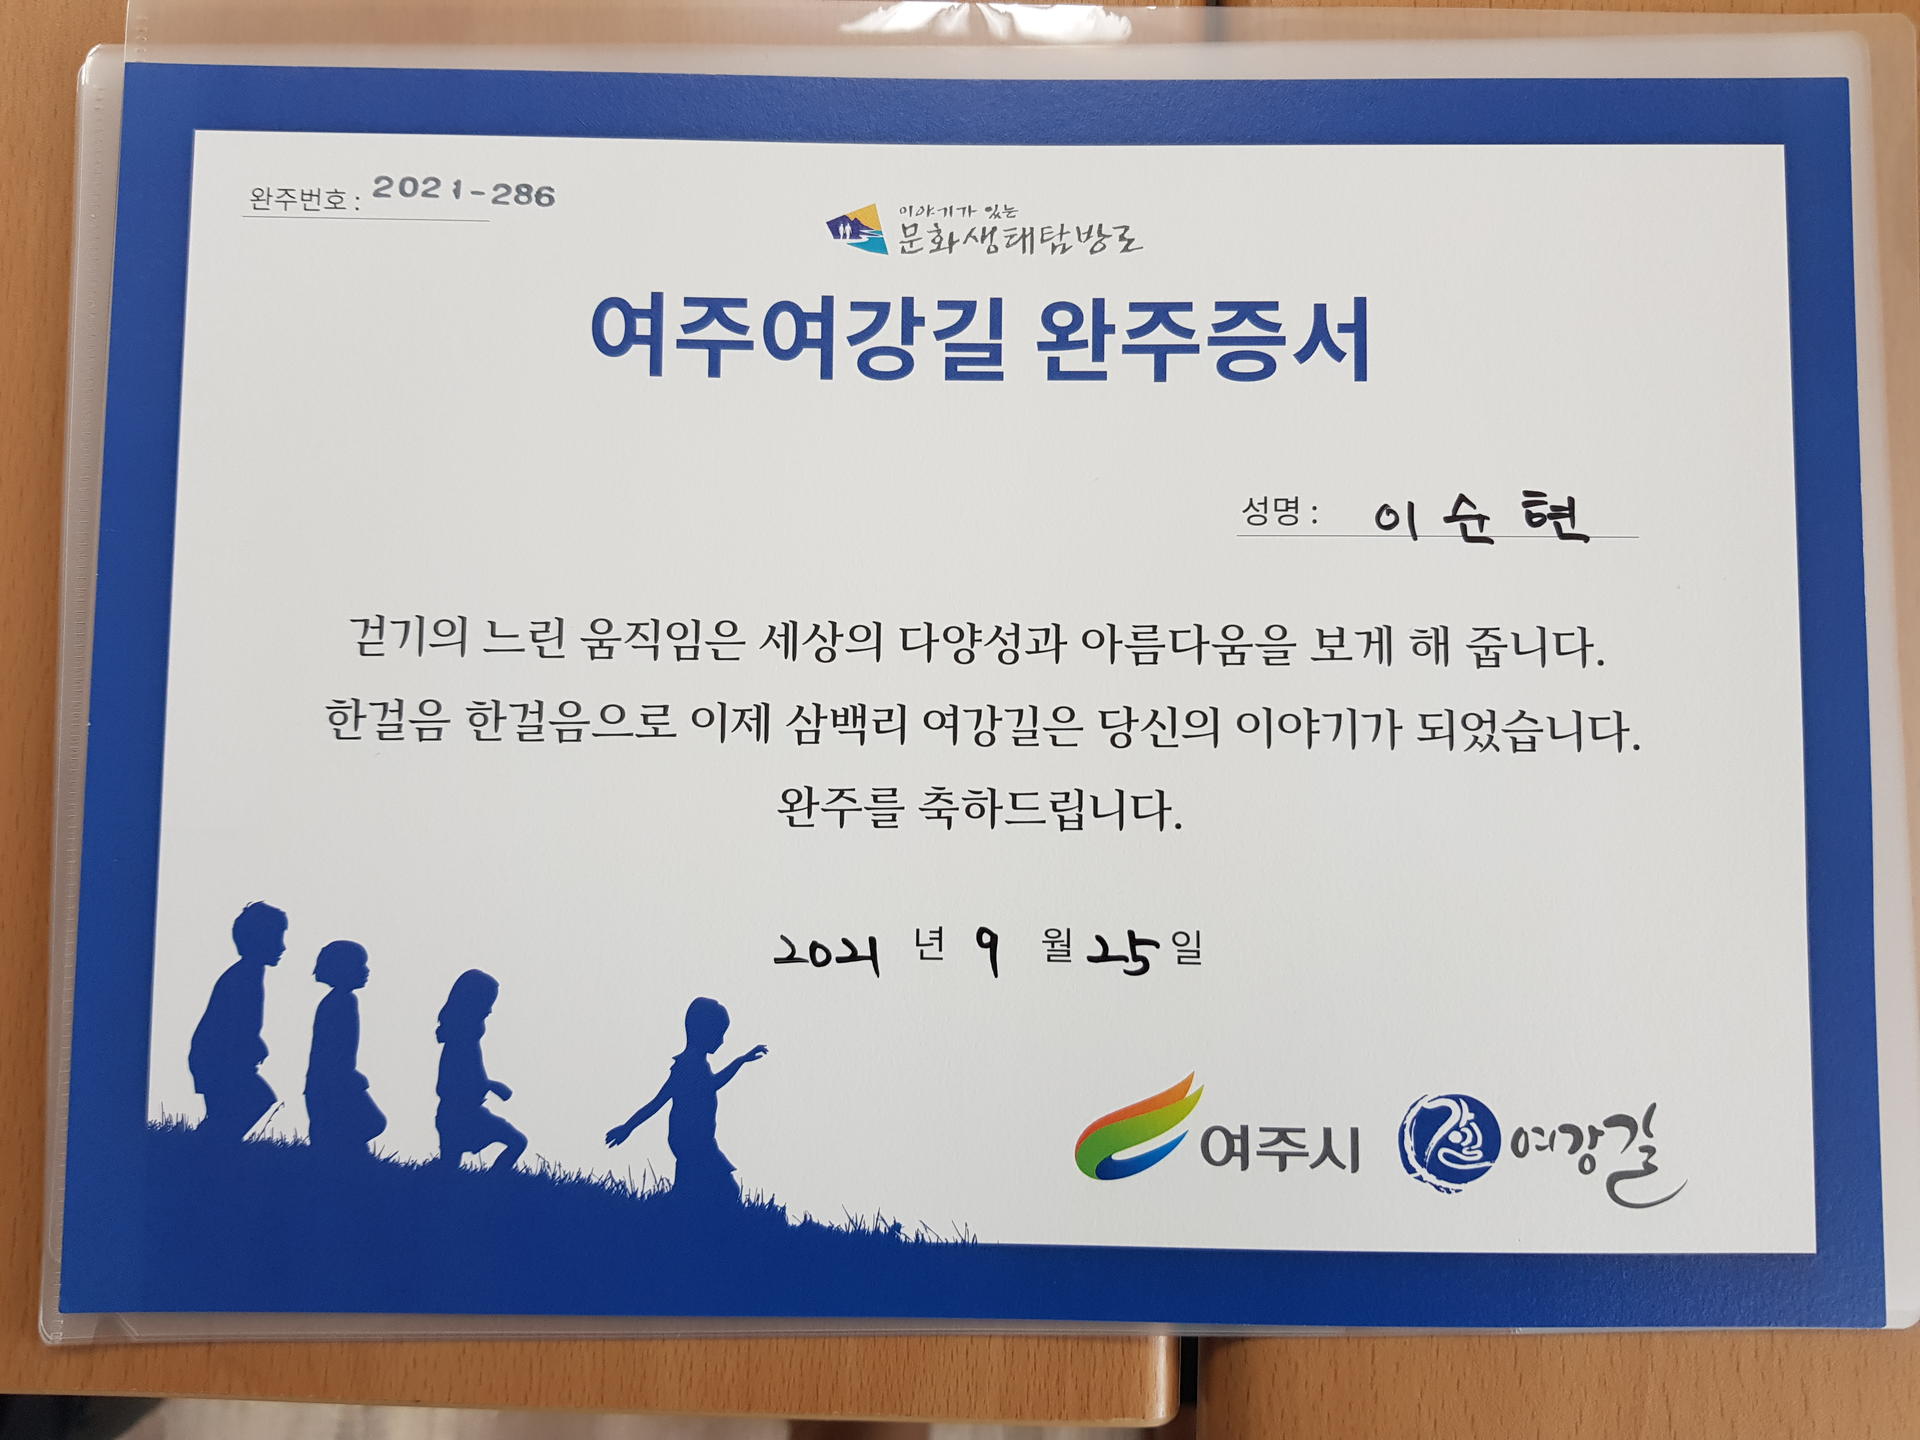 완주번호 : 2021-286
이야기가 있는
문화생태탐방로
여주여강길 완주증서
성명 : 이순현
걷기의 느린 움직임은 세상의 다양성과 아름다움을 보게 해 줍니다.
한걸음 한걸음으로 이제 삼백리 여강길은 당신의 이야기가 되었습니다.
완주를 축하드립니다.
2021 년 9 월 25 일
여주시 강길 여강길